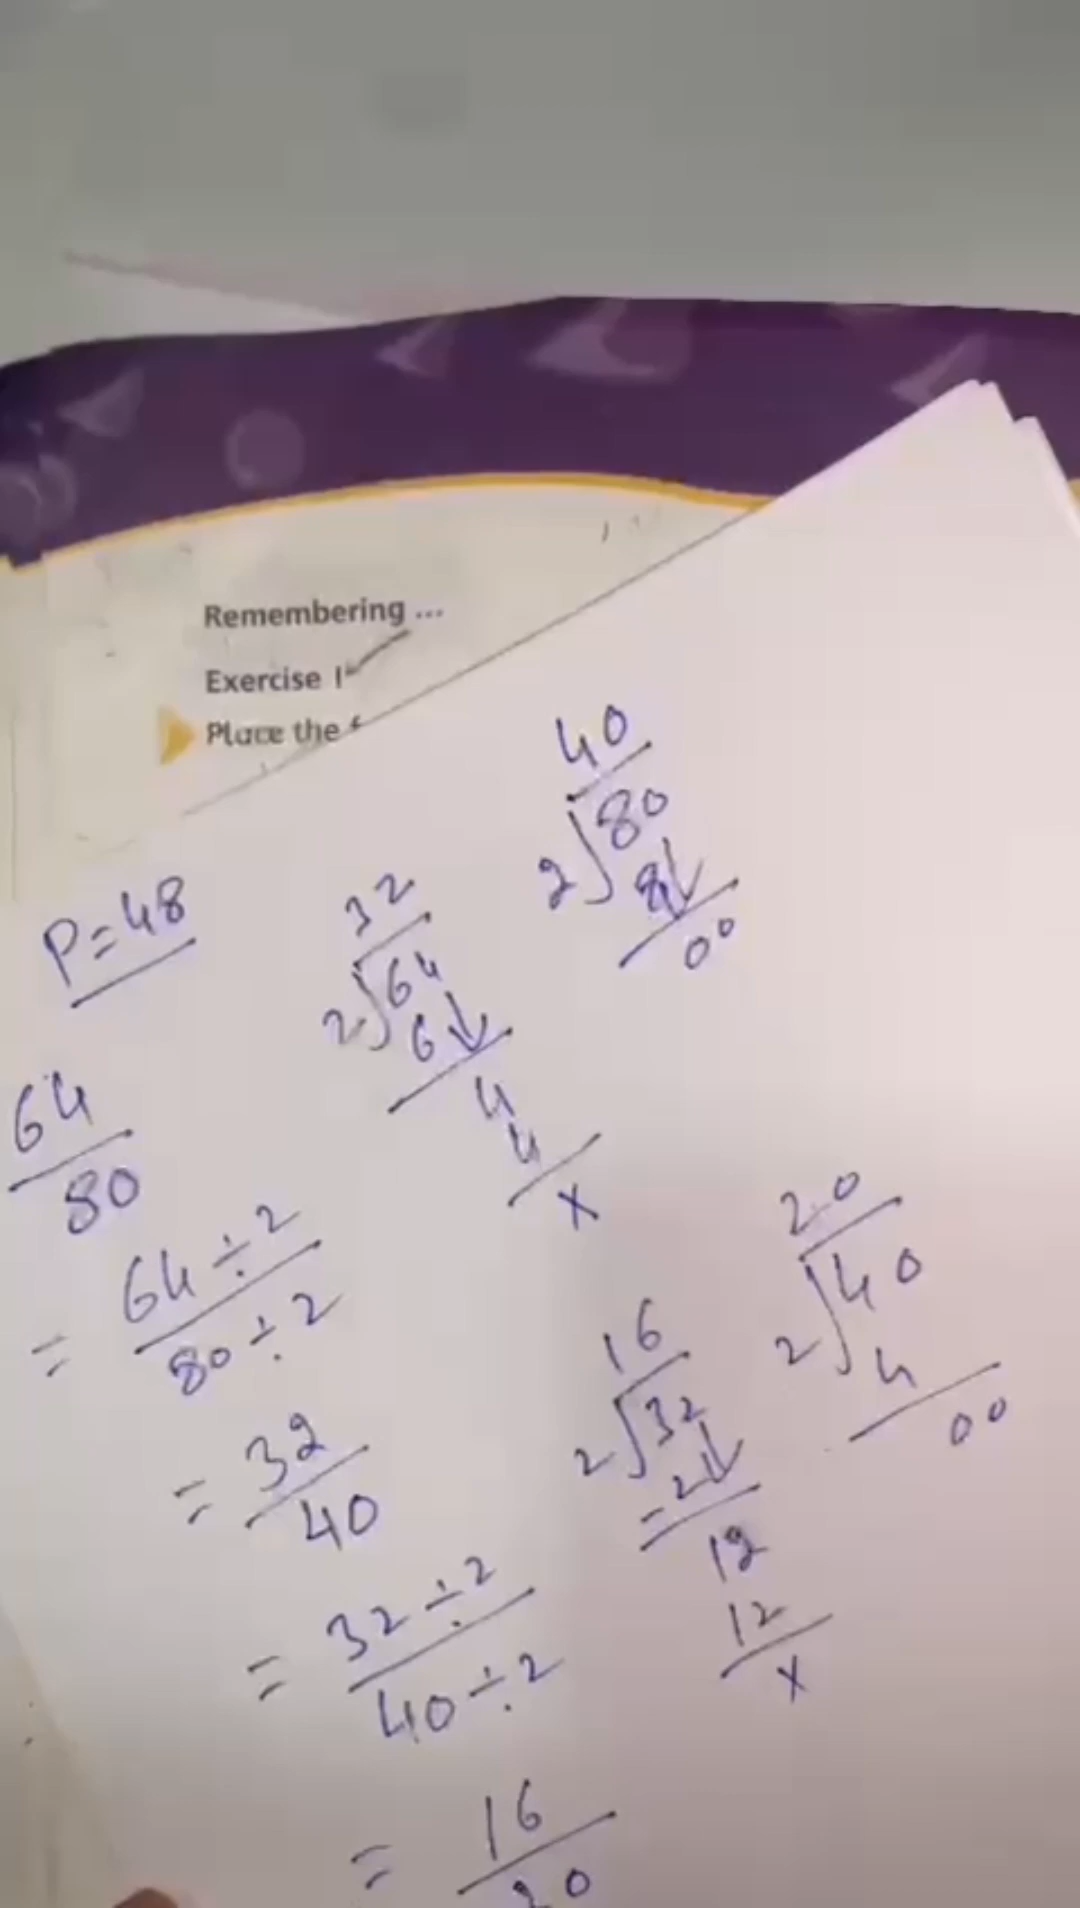 Remembering ...
Exercise 1
Place the
P=48
64
80
= 64 ÷ 2
80 ÷ 2
= 32
40
= 32 ÷ 2
40 ÷ 2
= 16
20
32
2 64
6
4
4
x
40
2 80
8
00
16
2 32
- 2
12
12
x
20
2 40
4
00